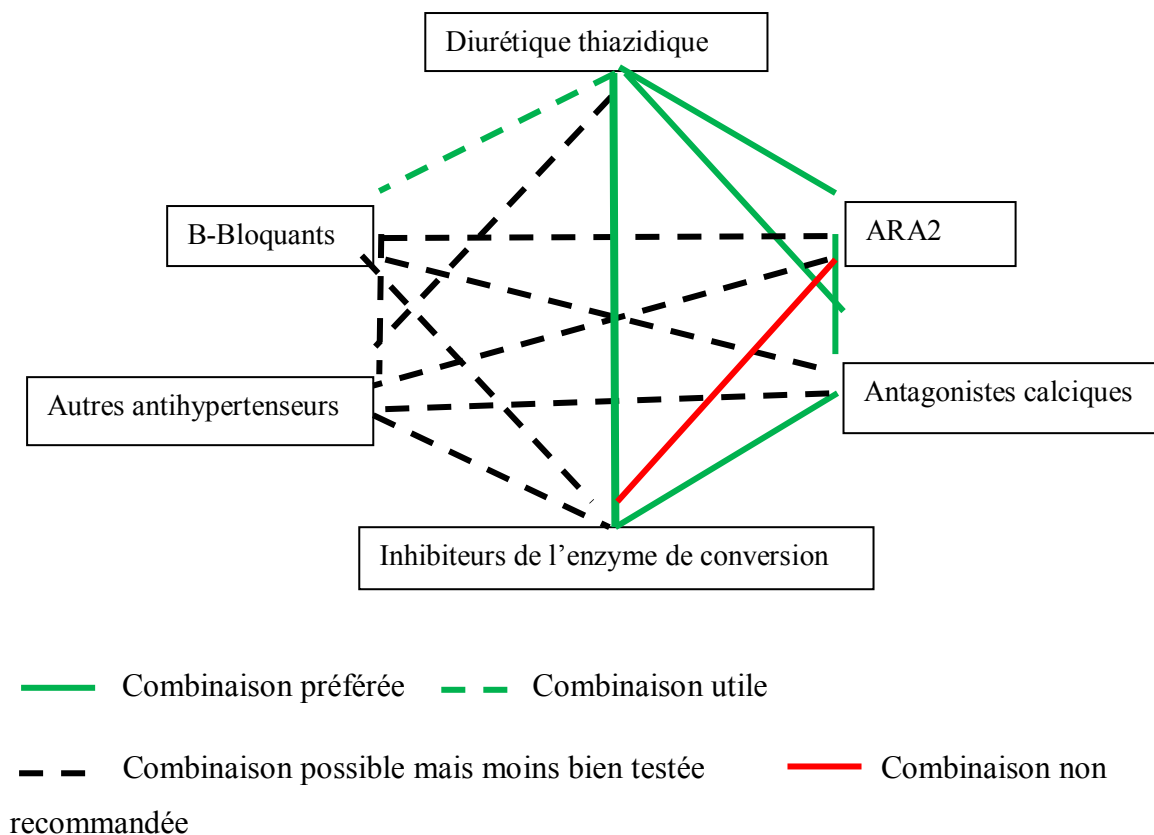 Diurétique thiazidique
B-Bloquants
ARA2
Autres antihypertenseurs
Antagonistes calciques
Inhibiteurs de l’enzyme de conversion
Combinaison préférée
Combinaison utile
Combinaison possible mais moins bien testée
Combinaison non
recommandée